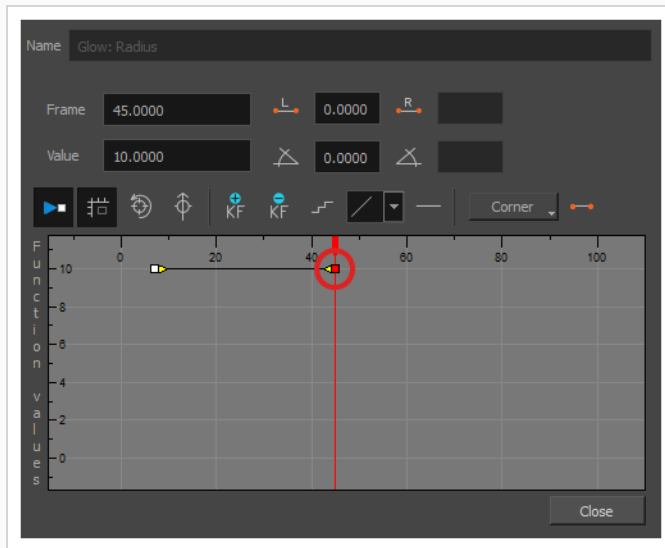 Name Glow: Radius
Frame 45.0000 L 0.0000 R
Value 10.0000 0.0000
KF KF Corner
Function values
0 20 40 60 80 100
10
8
6
4
2
0
Close